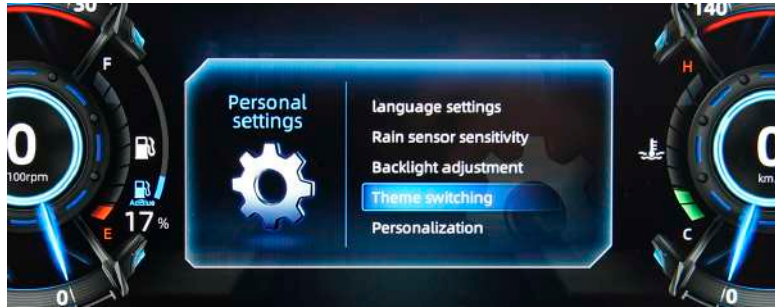 30
140
F
H
Personal
settings
language settings
Rain sensor sensitivity
Backlight adjustment
Theme switching
Personalization
0
100rpm
AdBlue
E
17%
0
km
C
0
0